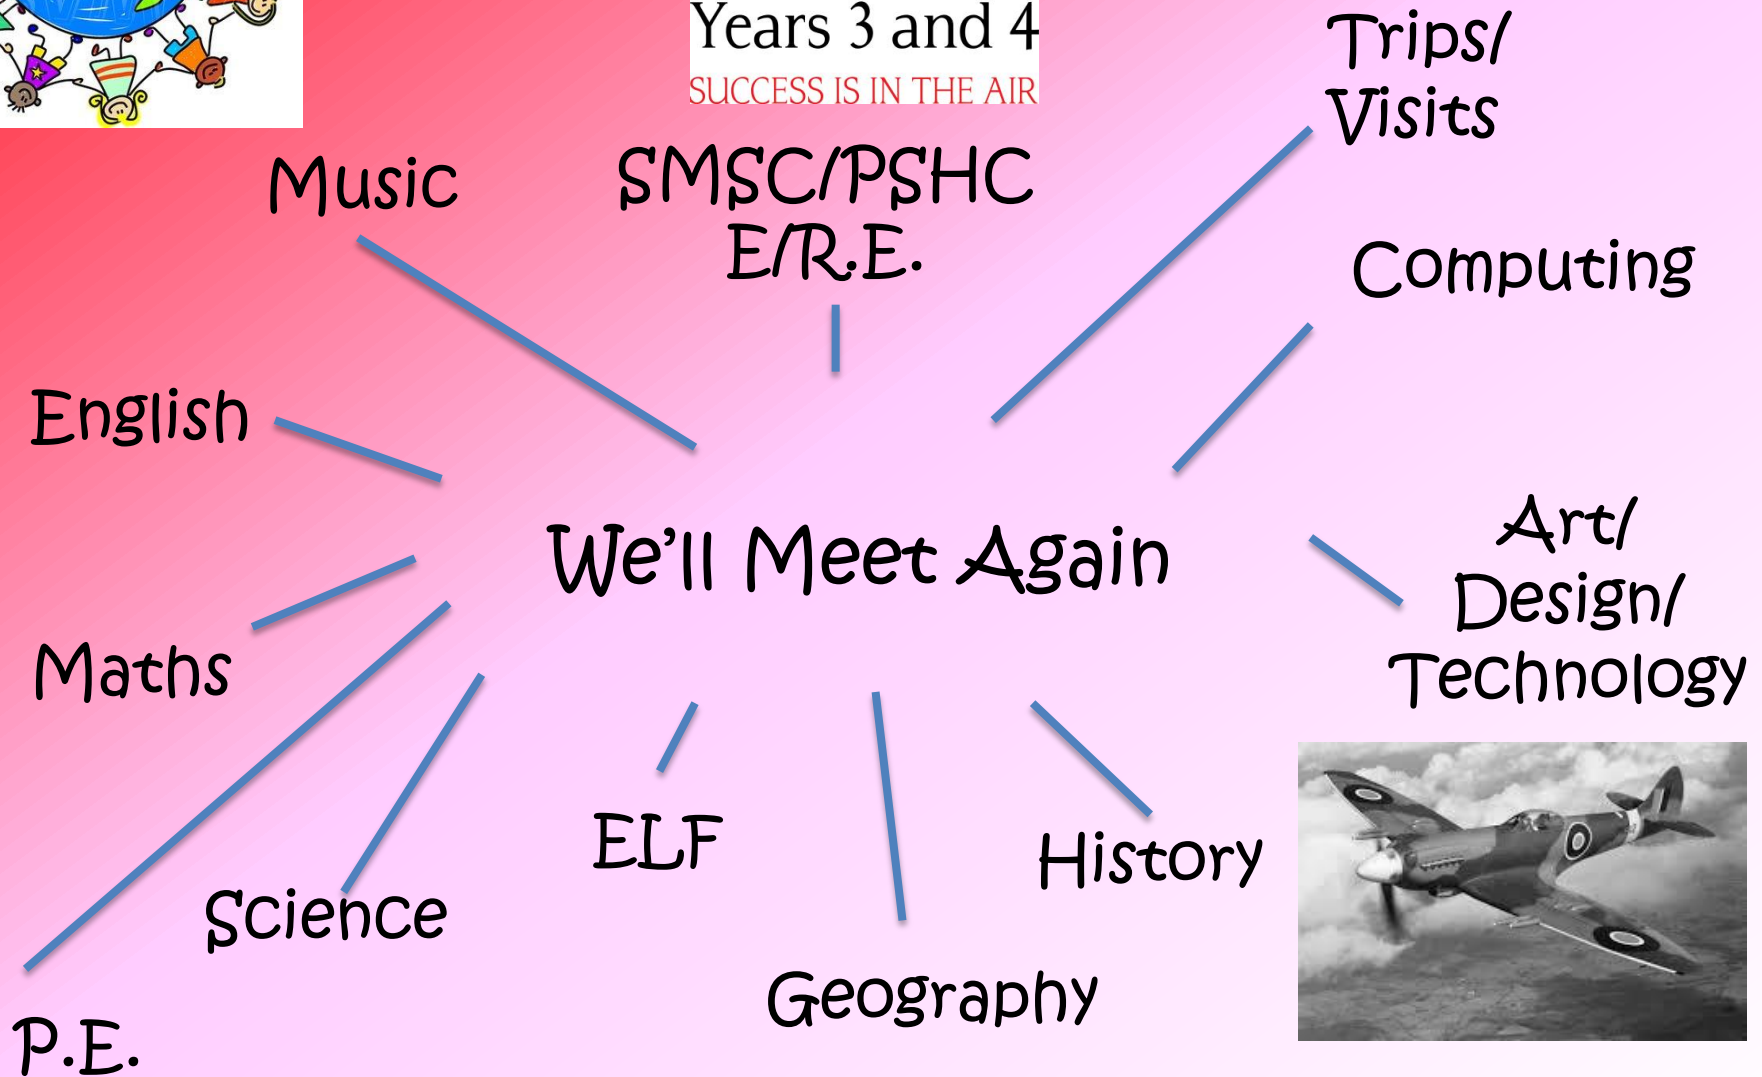 Years 3 and 4
SUCCESS IS IN THE AIR
Trips/
Visits
Music
SMSC/PSHC
E/R.E.
Computing
English
We'll Meet Again
Art/
Design/
Technology
Maths
ELF
History
Science
Geography
P.E.